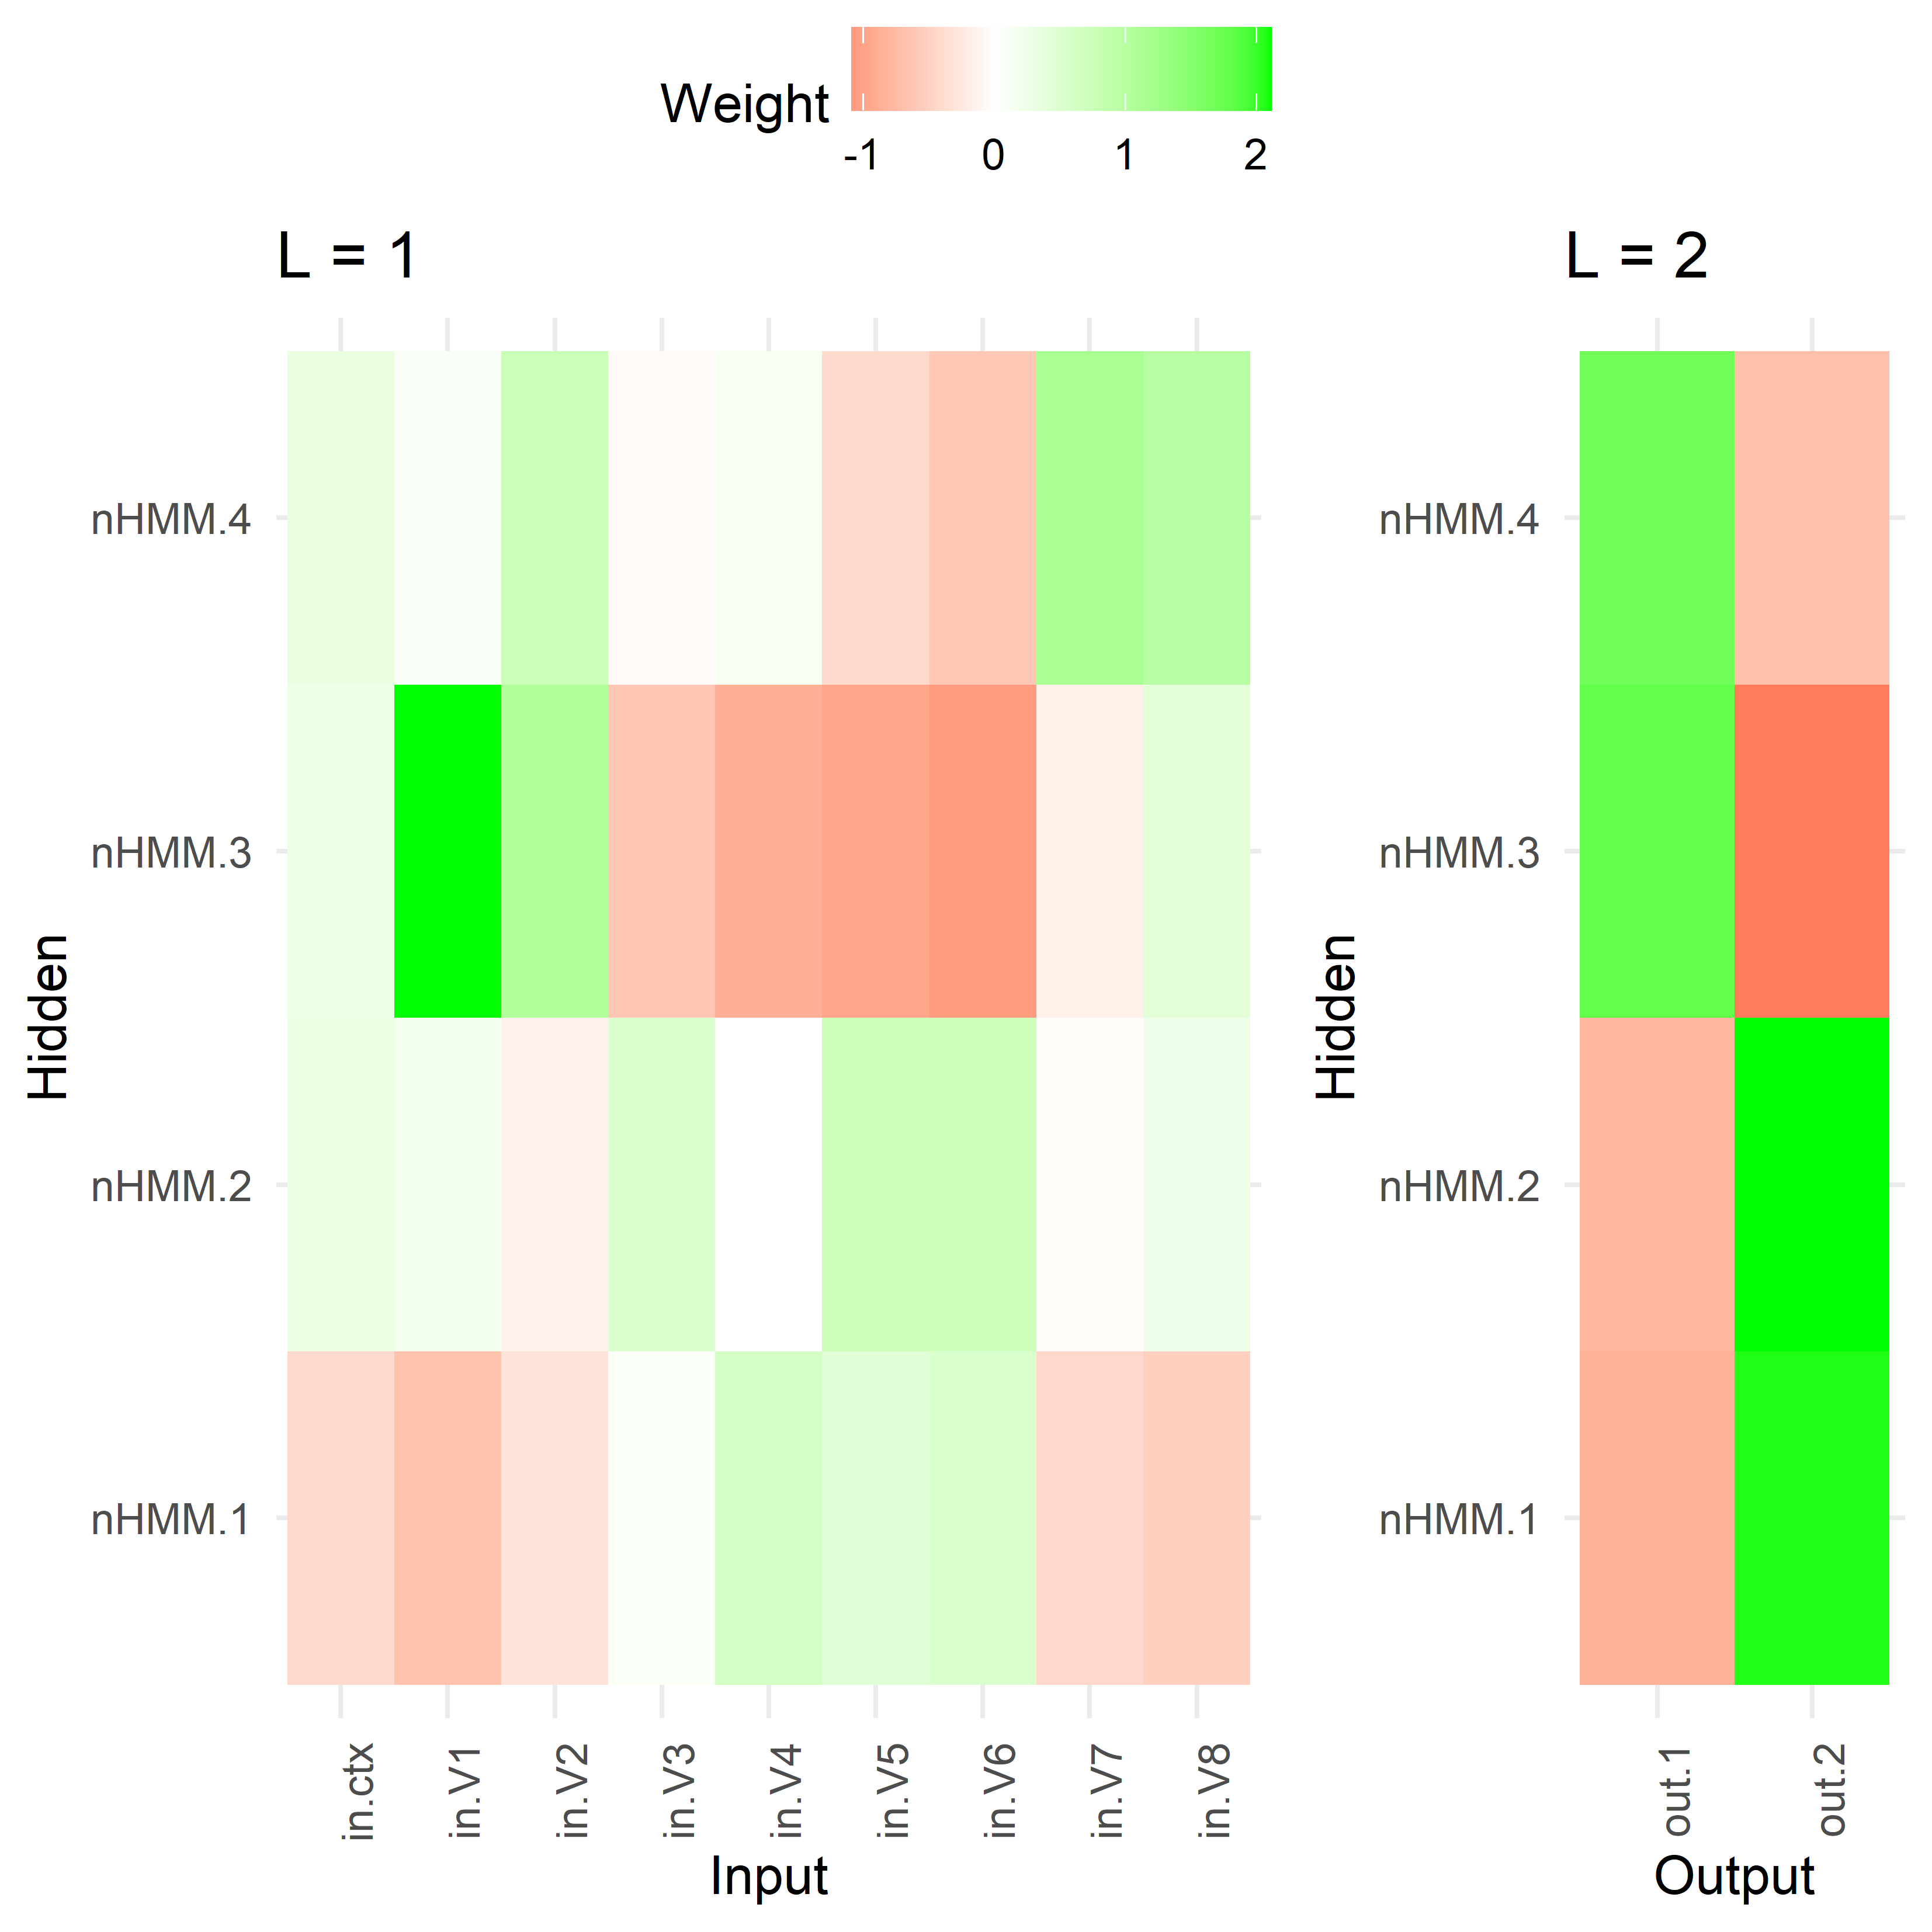 Weight
-1 0 1 2
L = 1
L = 2
nHMM.4
nHMM.3
nHMM.2
nHMM.1
Hidden
in.ctx
in.V1
in.V2
in.V3
in.V4
in.V5
in.V6
in.V7
in.V8
Input
nHMM.4
nHMM.3
nHMM.2
nHMM.1
Hidden
out.1
out.2
Output